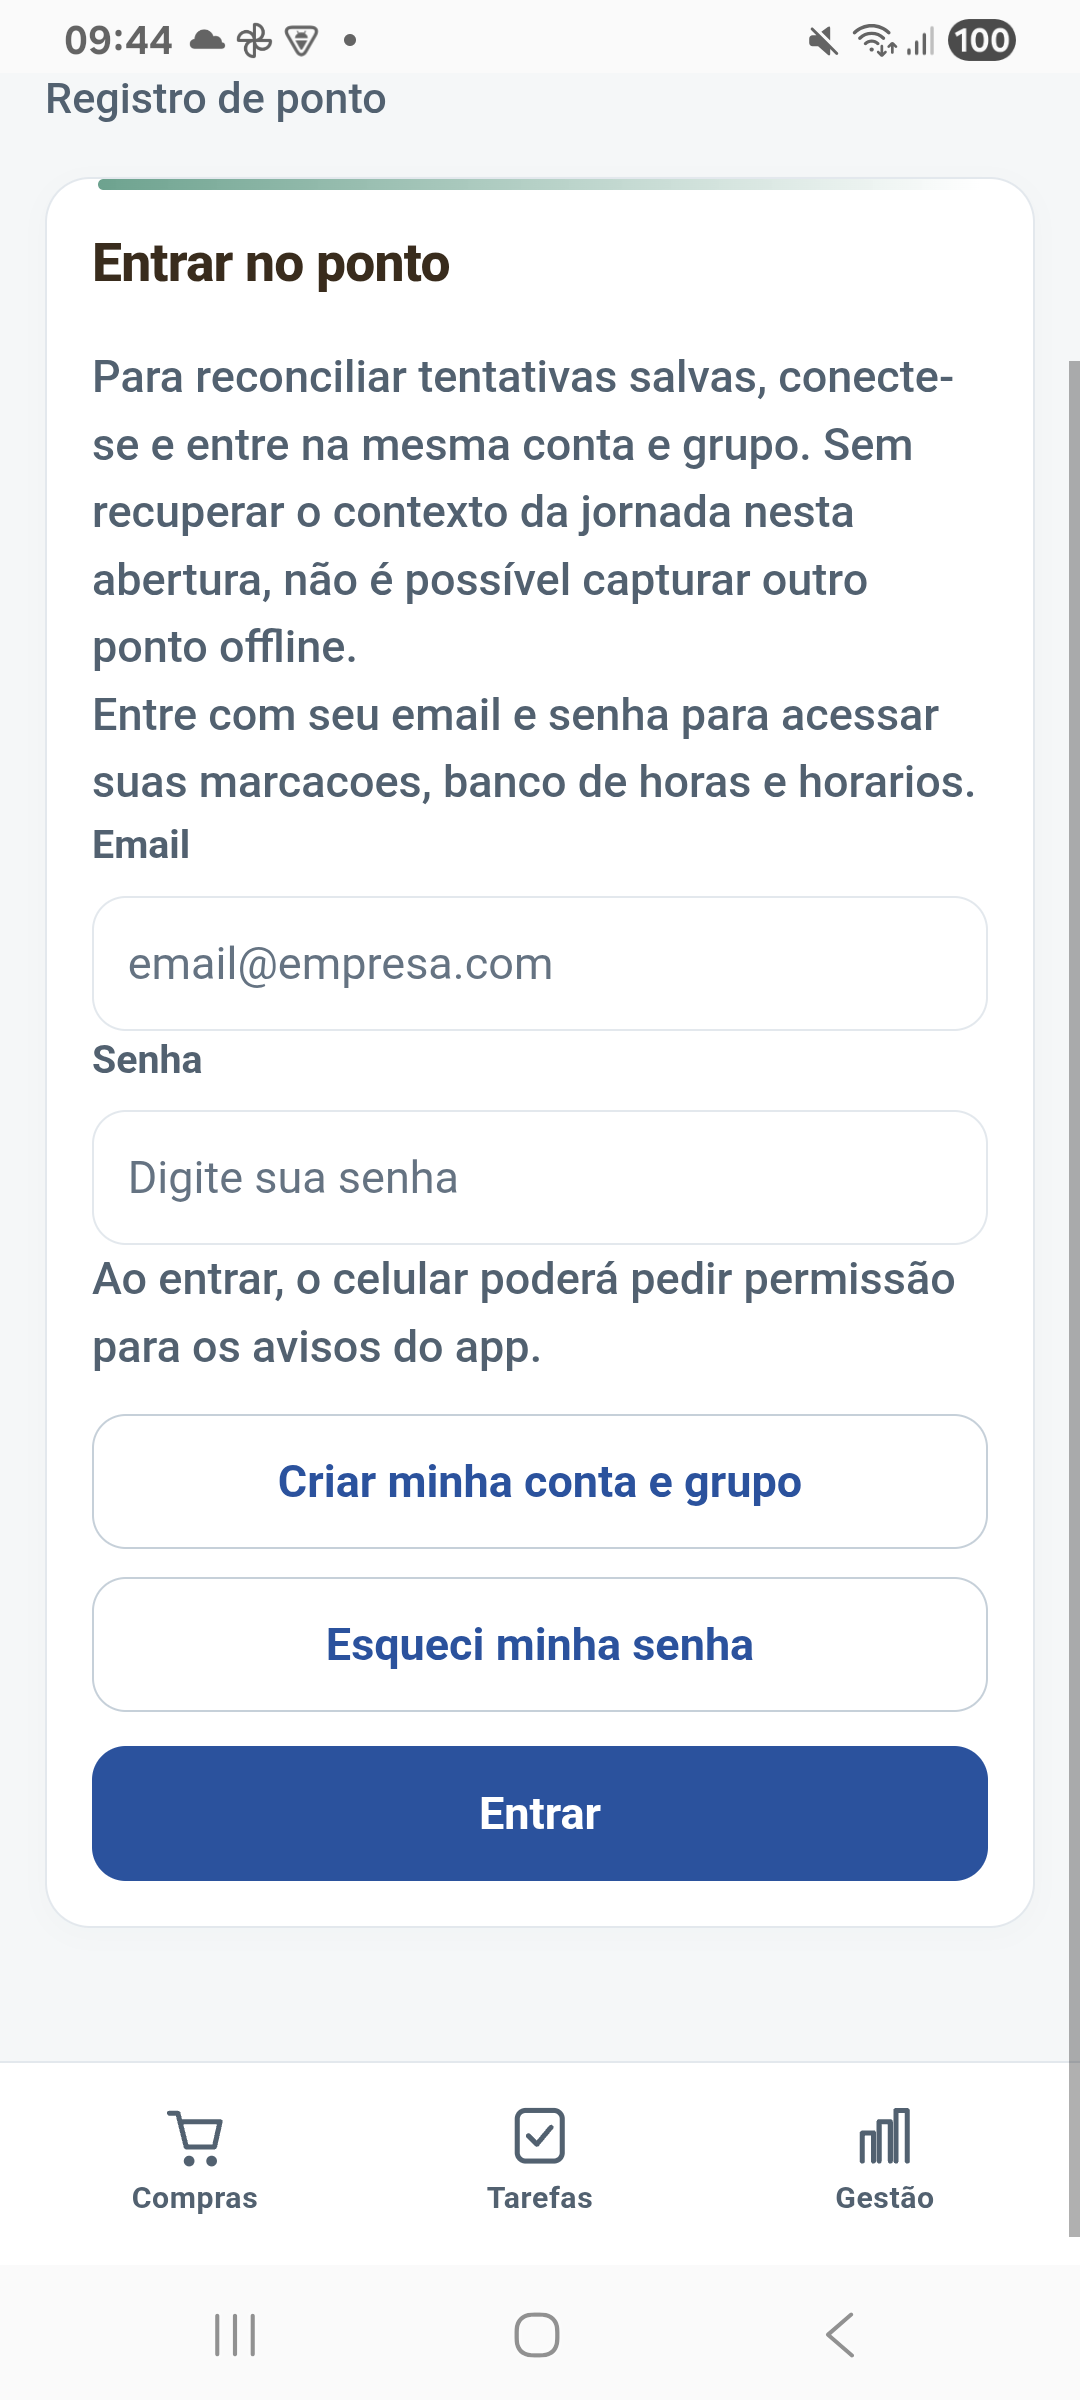 09:44
100
Registro de ponto
Entrar no ponto
Para reconciliar tentativas salvas, conecte-
se e entre na mesma conta e grupo. Sem
recuperar o contexto da jornada nesta
abertura, não é possível capturar outro
ponto offline.
Entre com seu email e senha para acessar
suas marcacoes, banco de horas e horarios.
Email
email@empresa.com
Senha
Digite sua senha
Ao entrar, o celular poderá pedir permissão
para os avisos do app.
Criar minha conta e grupo
Esqueci minha senha
Entrar
Compras
Tarefas
Gestão